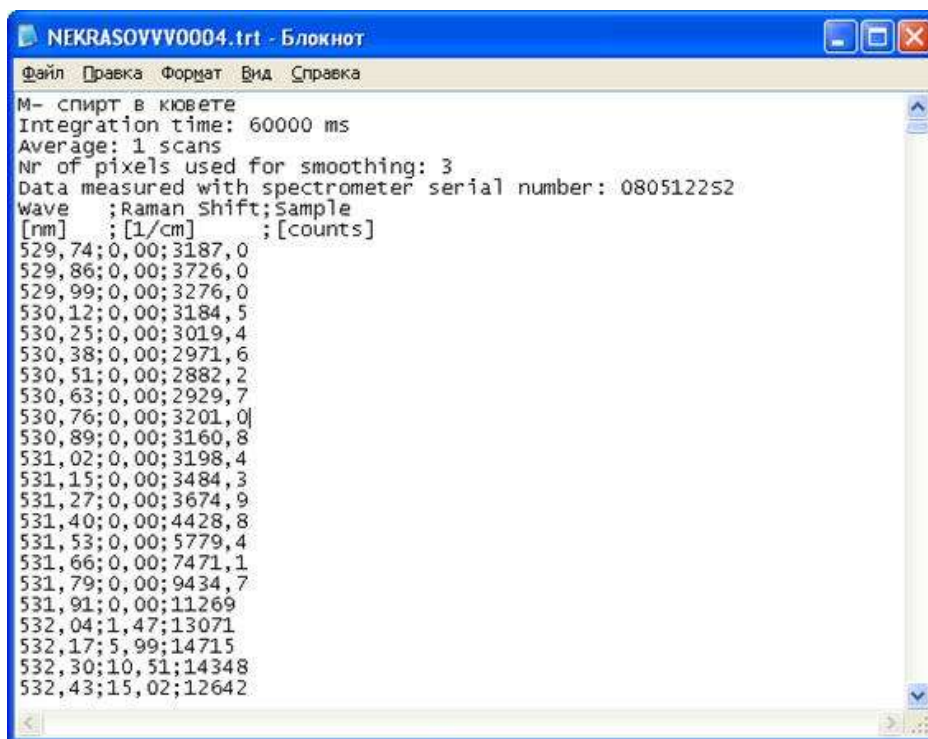 NEKRASOVVV0004.trt - Блокнот
Файл Правка Формат Вид Справка
М- спирт в кювете
Integration time: 60000 ms
Average: 1 scans
Nr of pixels used for smoothing: 3
Data measured with spectrometer serial number: 0805122S2
Wave ;Raman Shift;Sample
[nm] ;[1/cm] ;[counts]
529,74;0,00;3187,0
529,86;0,00;3726,0
529,99;0,00;3276,0
530,12;0,00;3184,5
530,25;0,00;3019,4
530,38;0,00;2971,6
530,51;0,00;2882,2
530,63;0,00;2929,7
530,76;0,00;3201,0
530,89;0,00;3160,8
531,02;0,00;3198,4
531,15;0,00;3484,3
531,27;0,00;3674,9
531,40;0,00;4428,8
531,53;0,00;5779,4
531,66;0,00;7471,1
531,79;0,00;9434,7
531,91;0,00;11269
532,04;1,47;13071
532,17;5,99;14715
532,30;10,51;14348
532,43;15,02;12642